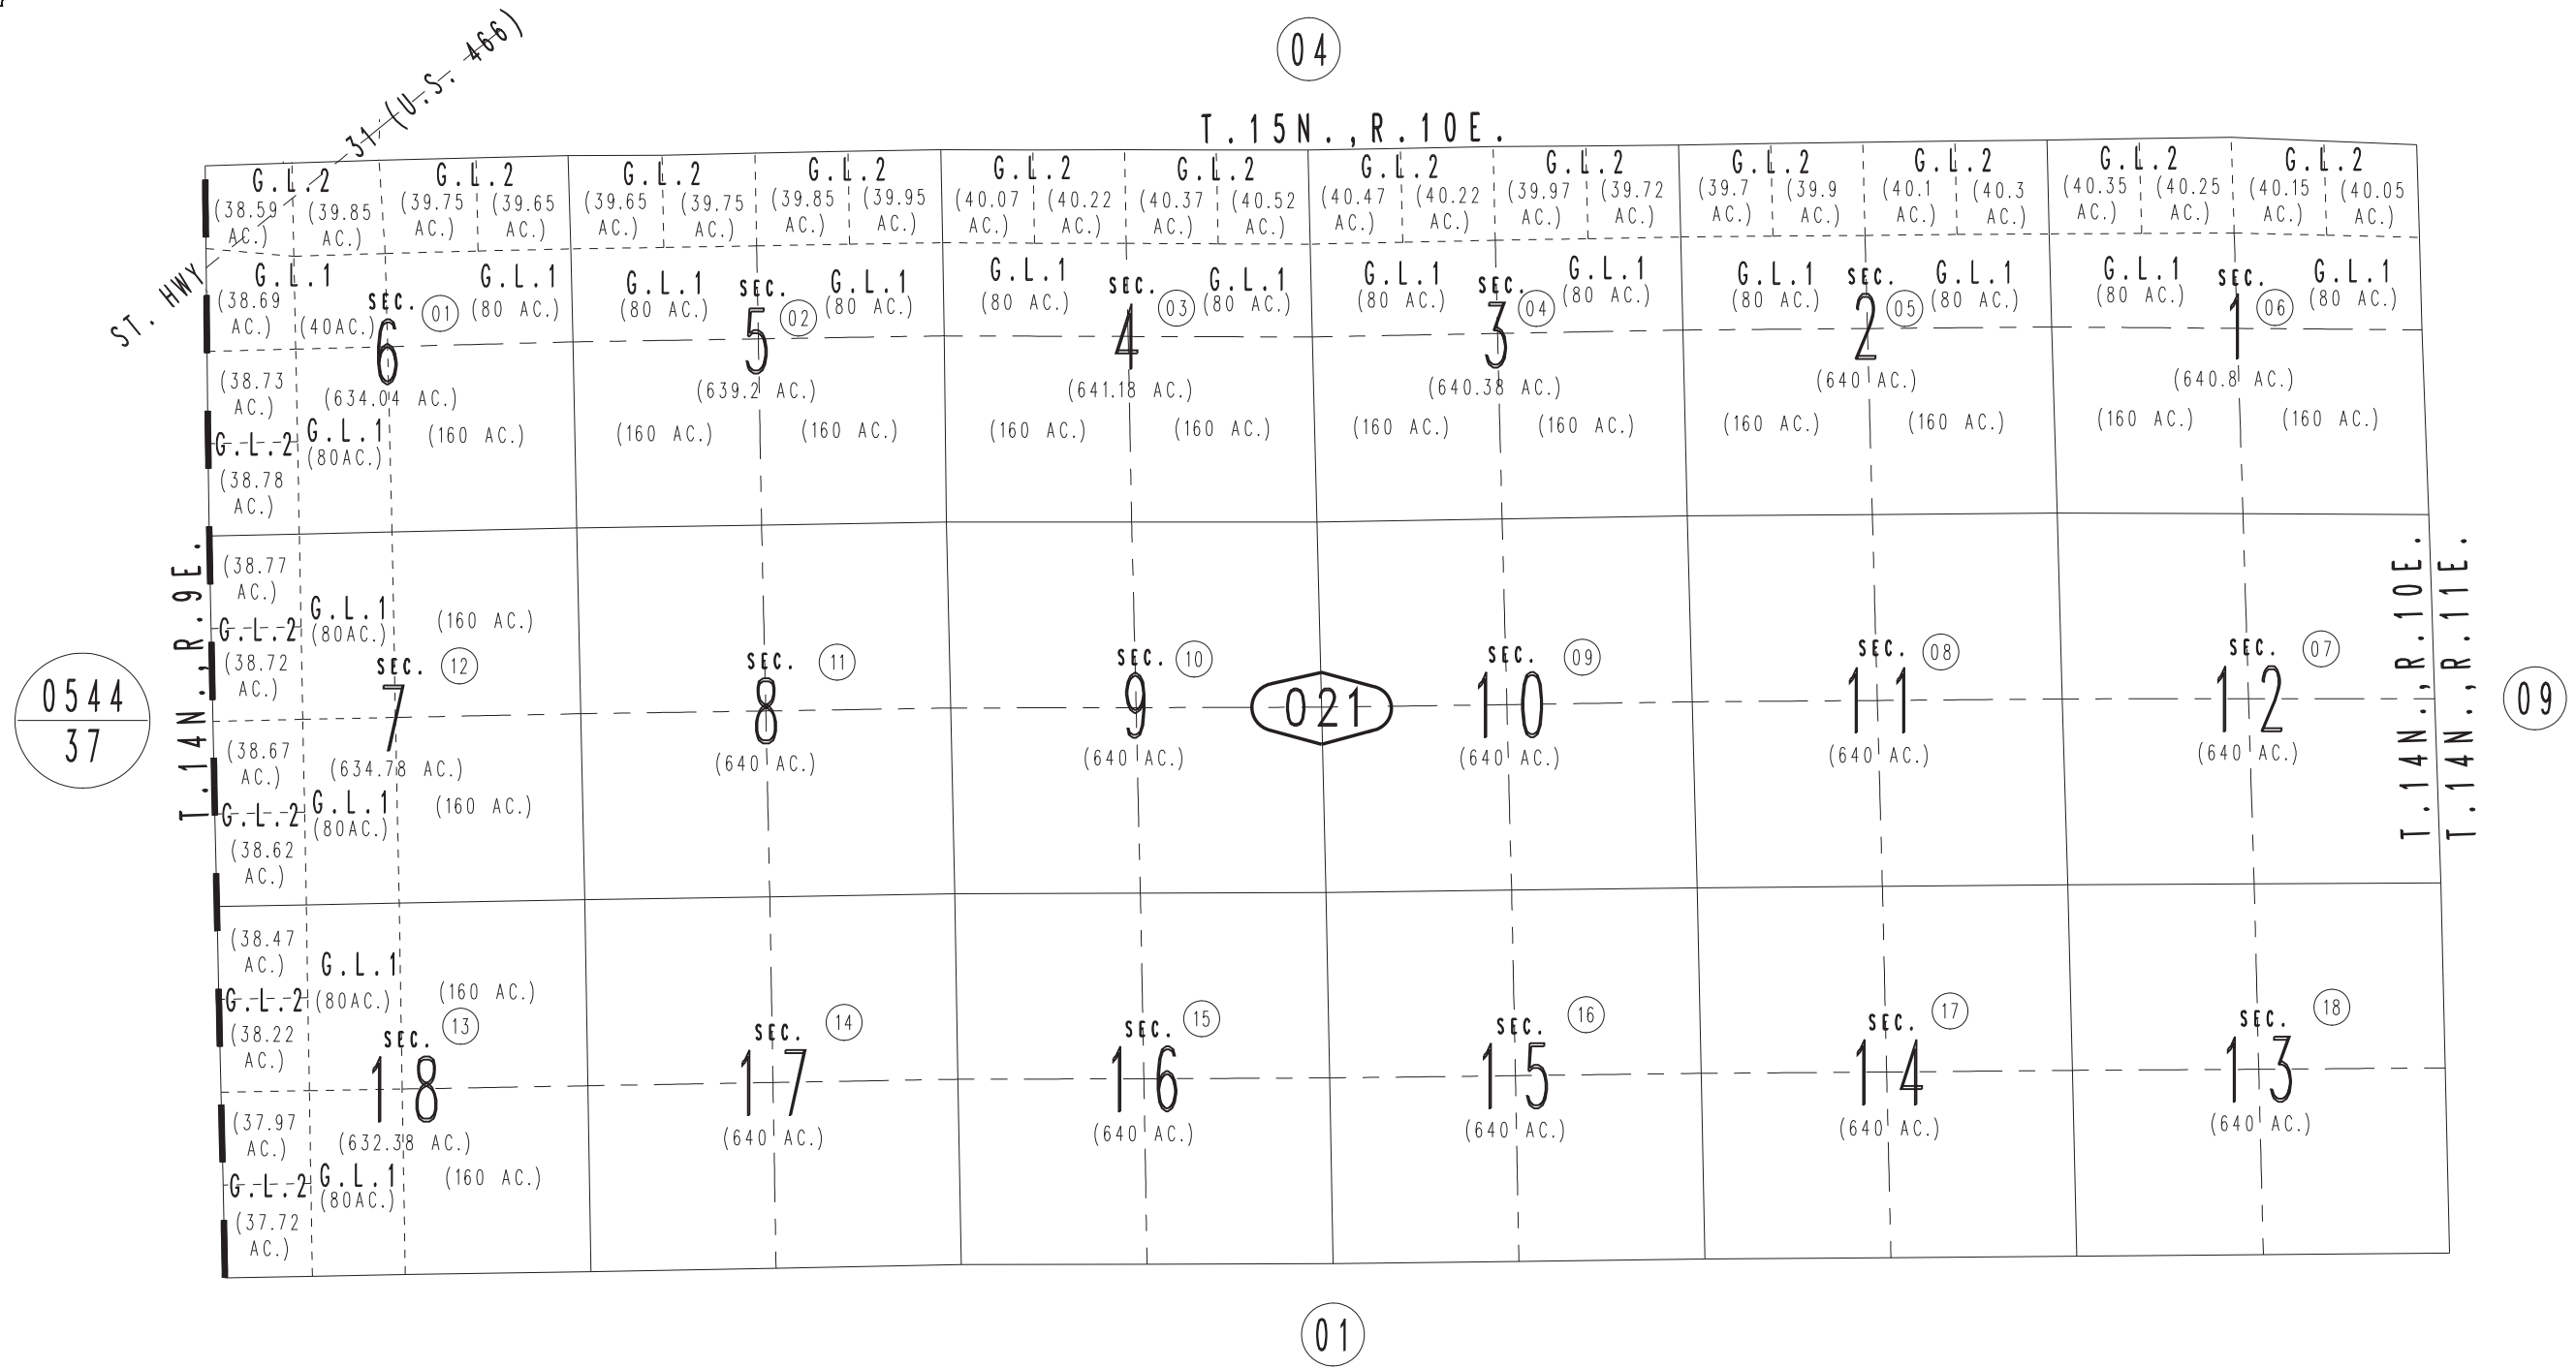 04
T.15N.,R.10E.
ST. HWY 31 (U.S. 466)
G.L.2 G.L.2 G.L.2 G.L.2 G.L.2 G.L.2 G.L.2 G.L.2 G.L.2 G.L.2 G.L.2 G.L.2
(38.59 AC.) (39.85 AC.) (39.75 AC.) (39.65 AC.) (39.65 AC.) (39.75 AC.) (39.85 AC.) (39.95 AC.) (40.07 AC.) (40.22 AC.) (40.37 AC.) (40.52 AC.) (40.47 AC.) (40.22 AC.) (39.97 AC.) (39.72 AC.) (39.7 AC.) (39.9 AC.) (40.1 AC.) (40.3 AC.) (40.35 AC.) (40.25 AC.) (40.15 AC.) (40.05 AC.)
G.L.1 G.L.1 G.L.1 G.L.1 G.L.1 G.L.1 G.L.1 G.L.1 G.L.1 G.L.1 G.L.1 G.L.1
(38.69 AC.) (40AC.) (80 AC.) (80 AC.) (80 AC.) (80 AC.) (80 AC.) (80 AC.) (80 AC.) (80 AC.) (80 AC.) (80 AC.) (80 AC.)
SEC. 6 01 SEC. 5 02 SEC. 4 03 SEC. 3 04 SEC. 2 05 SEC. 1 06
(38.73 AC.) (634.04 AC.) (639.2 AC.) (641.18 AC.) (640.38 AC.) (640 AC.) (640.8 AC.)
G.L.2 G.L.1
(80AC.) (160 AC.) (160 AC.) (160 AC.) (160 AC.) (160 AC.) (160 AC.) (160 AC.) (160 AC.) (160 AC.) (160 AC.) (160 AC.)
(38.78 AC.)
T.14N.,R.9E.
T.14N.,R.10E.
T.14N.,R.11E.
(38.77 AC.)
G.L.2 G.L.1
(80AC.) (160 AC.)
(38.72 AC.)
SEC. 7 12 SEC. 8 11 SEC. 9 10 SEC. 10 09 SEC. 11 08 SEC. 12 07
0544
37
021
09
(38.67 AC.) (634.78 AC.) (640 AC.) (640 AC.) (640 AC.) (640 AC.) (640 AC.)
G.L.2 G.L.1
(80AC.) (160 AC.)
(38.62 AC.)
(38.47 AC.)
G.L.1
G.L.2 (80AC.) (160 AC.)
(38.22 AC.)
SEC. 18 13 SEC. 17 14 SEC. 16 15 SEC. 15 16 SEC. 14 17 SEC. 13 18
(37.97 AC.) (632.38 AC.) (640 AC.) (640 AC.) (640 AC.) (640 AC.) (640 AC.)
G.L.2 G.L.1
(80AC.) (160 AC.)
(37.72 AC.)
01